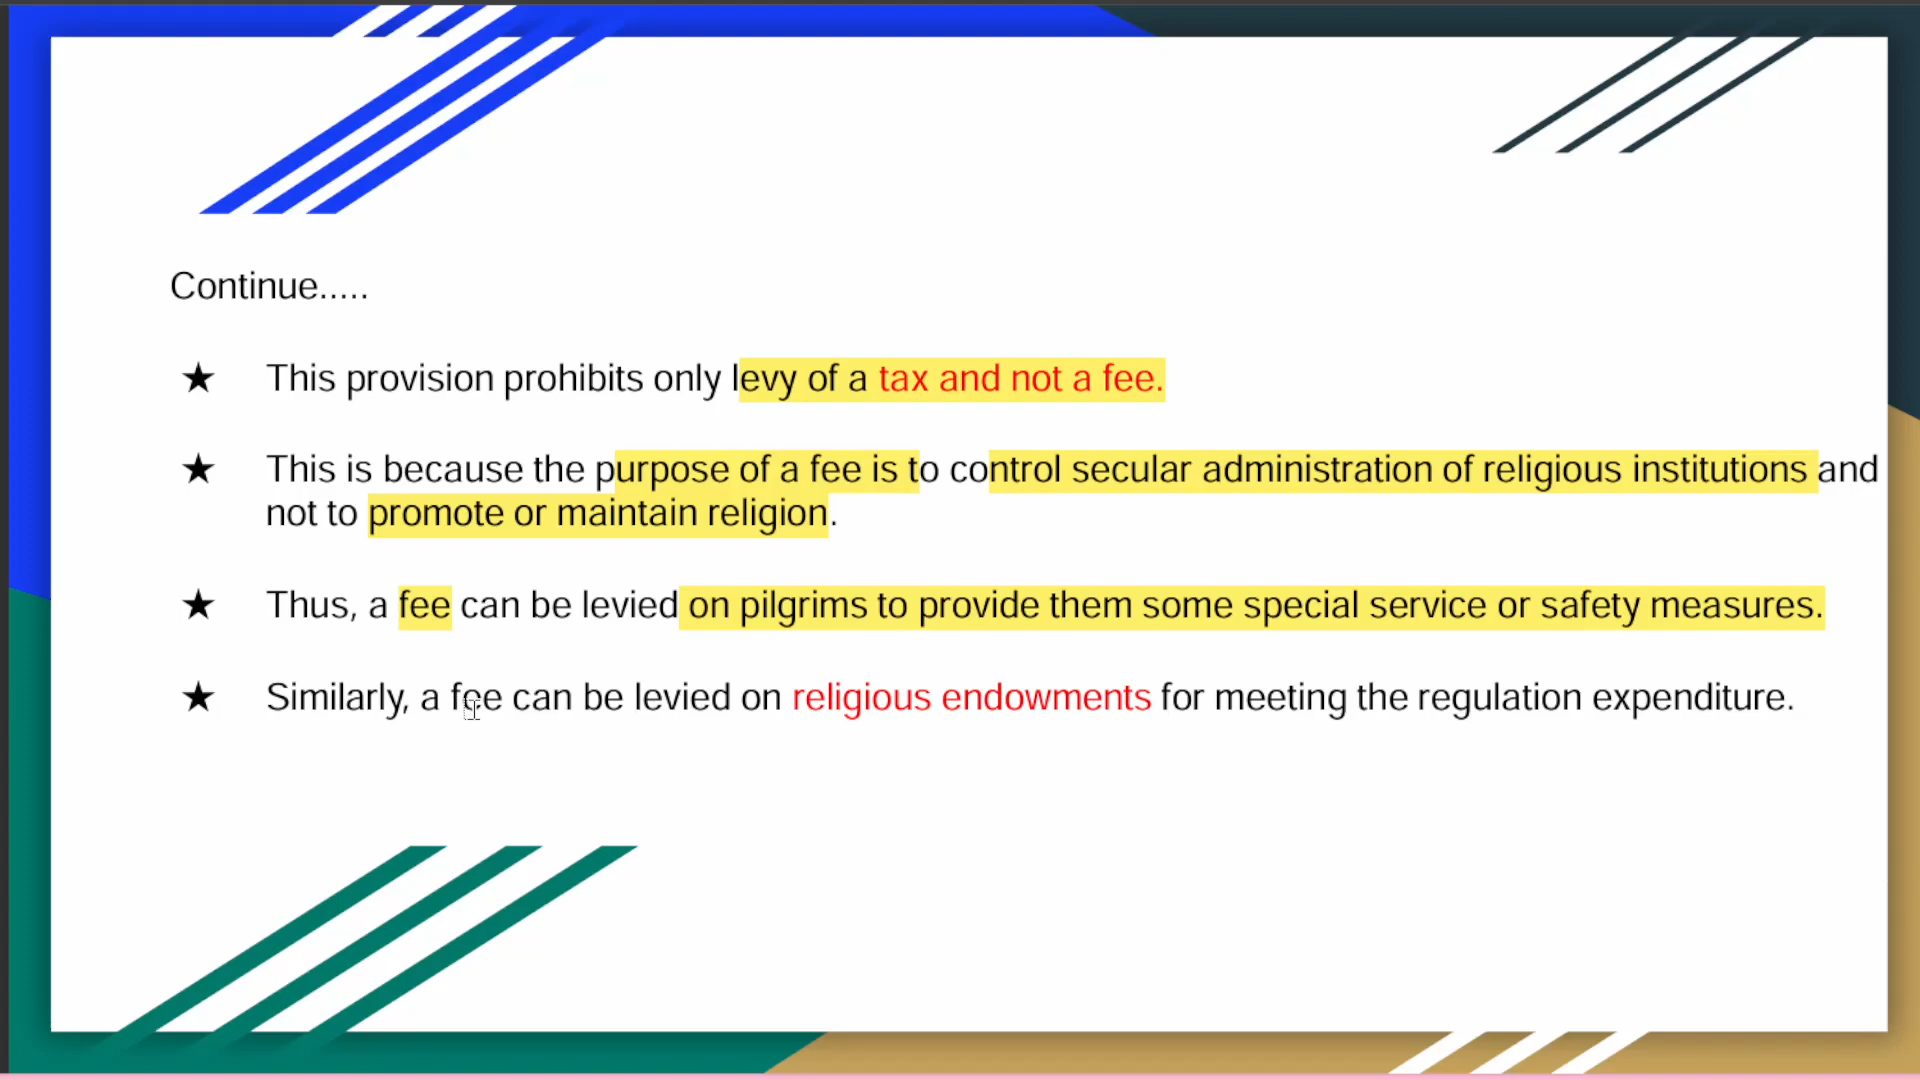 Continue.....
★ This provision prohibits only levy of a tax and not a fee.
★ This is because the purpose of a fee is to control secular administration of religious institutions and
not to promote or maintain religion.
★ Thus, a fee can be levied on pilgrims to provide them some special service or safety measures.
★ Similarly, a fee can be levied on religious endowments for meeting the regulation expenditure.